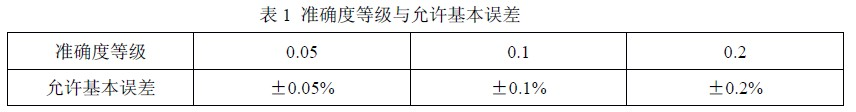 表 1 准确度等级与允许基本误差
准确度等级 0.05 0.1 0.2
允许基本误差 ±0.05% ±0.1% ±0.2%